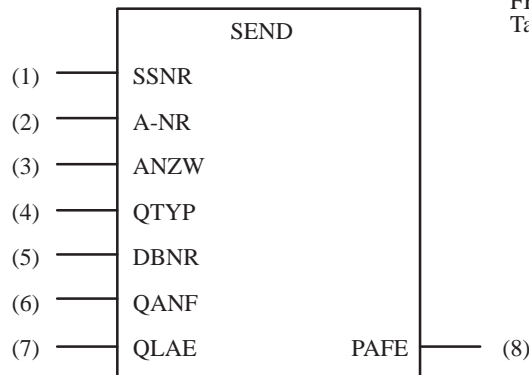 SEND
(1) SSNR
(2) A-NR
(3) ANZW
(4) QTYP
(5) DBNR
(6) QANF
(7) QLAE PAFE (8)